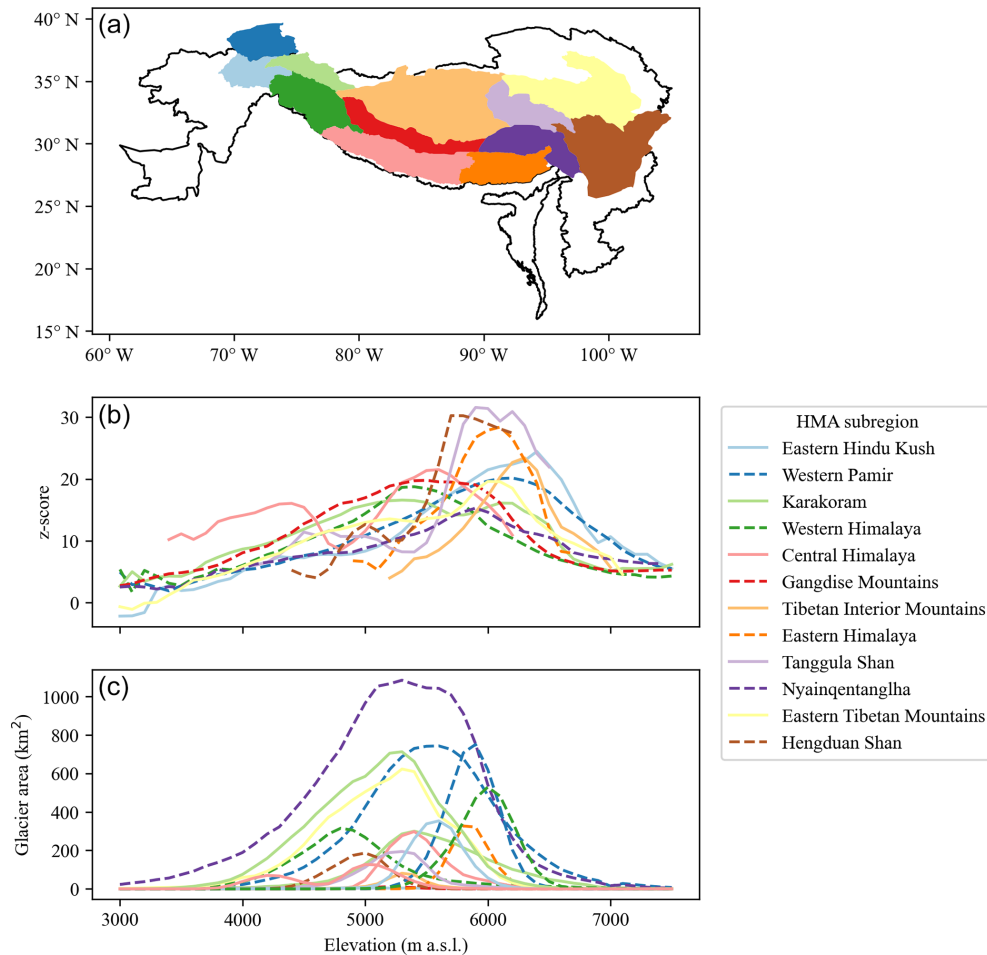 (a)
40° N
35° N
30° N
25° N
20° N
15° N
60° W
70° W
80° W
90° W
100° W
(b)
30
20
10
0
z-score
HMA subregion
Eastern Hindu Kush
Western Pamir
Karakoram
Western Himalaya
Central Himalaya
Gangdise Mountains
Tibetan Interior Mountains
Eastern Himalaya
Tanggula Shan
Nyainqentanglha
Eastern Tibetan Mountains
Hengduan Shan
(c)
1000
800
600
400
200
0
Glacier area (km²)
3000
4000
5000
6000
7000
Elevation (m a.s.l.)